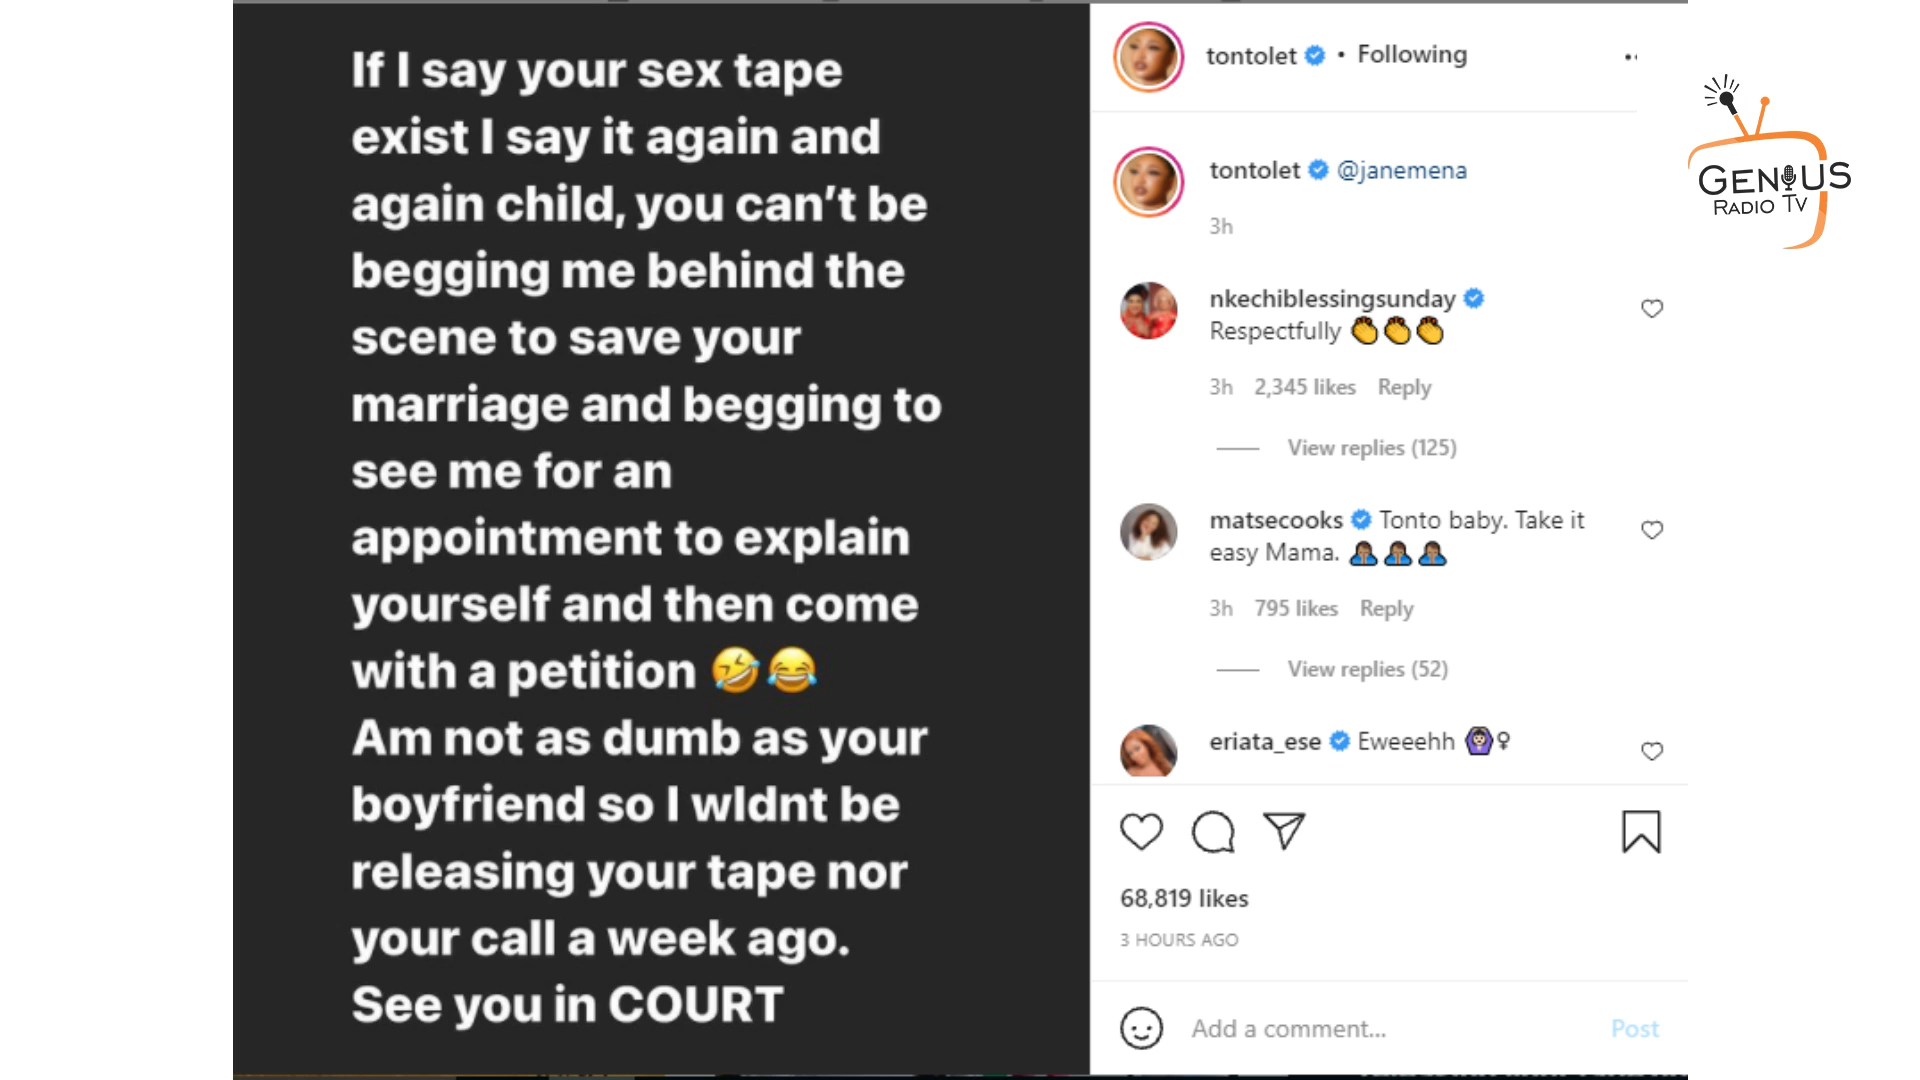 If I say your sex tape
exist I say it again and
again child, you can't be
begging me behind the
scene to save your
marriage and begging to
see me for an
appointment to explain
yourself and then come
with a petition 🤣😂
Am not as dumb as your
boyfriend so I wldnt be
releasing your tape nor
your call a week ago.
See you in COURT
tontolet • Following
tontolet @janemena
3h
nkechiblessingsunday
Respectfully 👏👏👏
3h 2,345 likes Reply
View replies (125)
matsecooks Tonto baby. Take it
easy Mama. 🤦🏽🤦🏽🤦🏽
3h 795 likes Reply
View replies (52)
eriata_ese Eweeehh 🙆🏻♀
68,819 likes
3 HOURS AGO
Add a comment... Post
GENIUS
RADIO TV